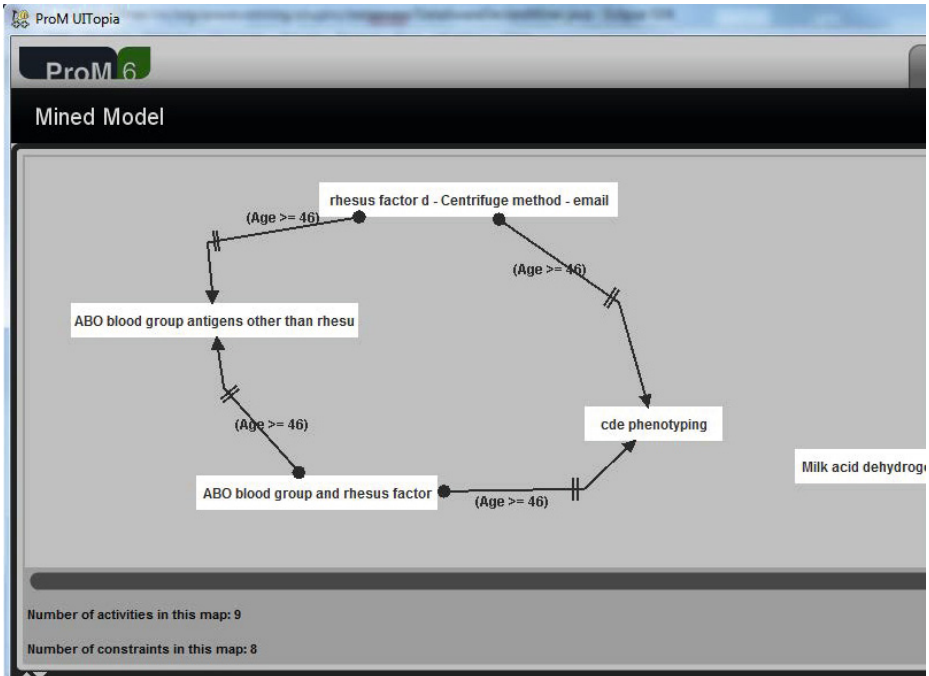 ProM UITopia
ProM 6
Mined Model
rhesus factor d - Centrifuge method - email
(Age >= 46)
(Age >= 46)
ABO blood group antigens other than rhesu
(Age >= 46)
cde phenotyping
Milk acid
ABO blood group and rhesus factor
(Age >= 46)
Number of activities in this map: 9
Number of constraints in this map: 8